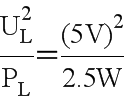 U_L^2/P_L = (5V)^2/2.5W